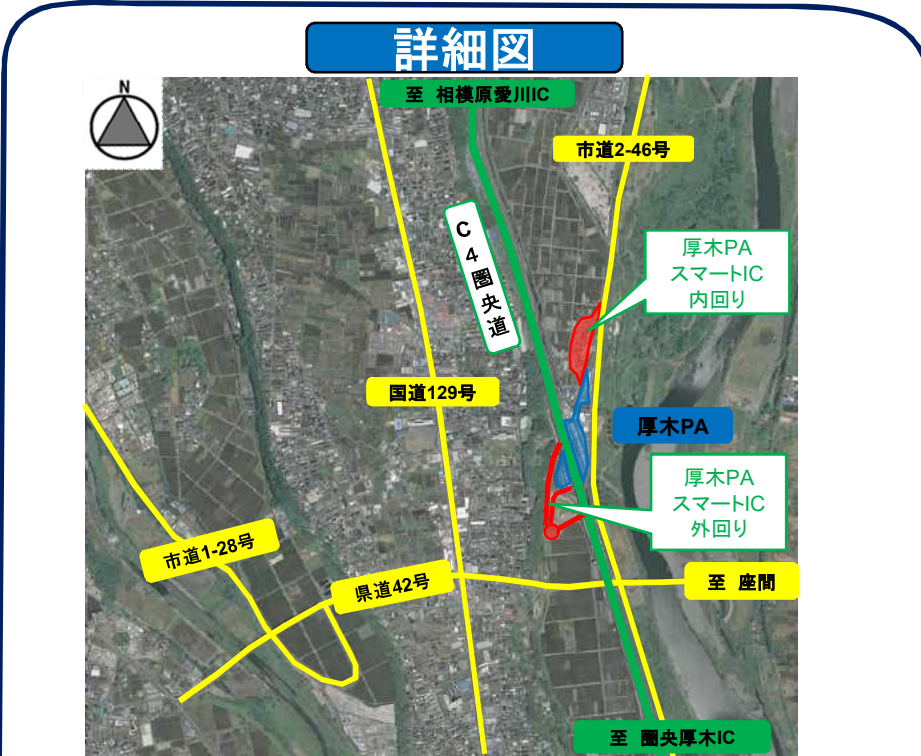 詳細図
N
至 相模原愛川IC
市道2-46号
C4圏央道
厚木PA
スマートIC
内回り
国道129号
厚木PA
厚木PA
スマートIC
外回り
市道1-28号
県道42号
至 座間
至 圏央厚木IC